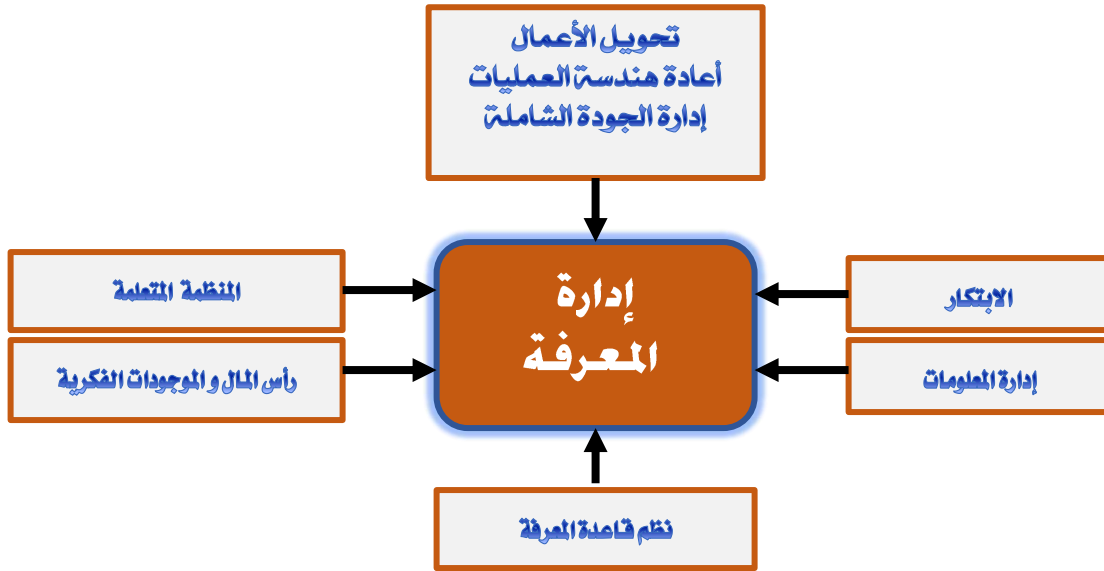 تحويل الأعمال
أعادة هندسة العمليات
إدارة الجودة الشاملة
إدارة
المعرفة
الابتكار
المنظمة المتعلمة
إدارة المعلومات
رأس المال و الموجودات الفكرية
نظم قاعدة المعرفة